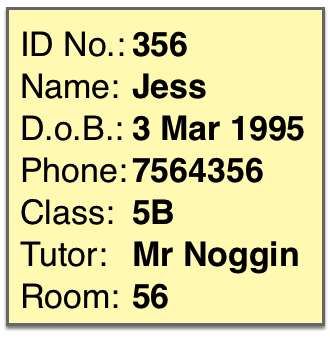 ID No.: 356
Name: Jess
D.o.B.: 3 Mar 1995
Phone: 7564356
Class: 5B
Tutor: Mr Noggin
Room: 56